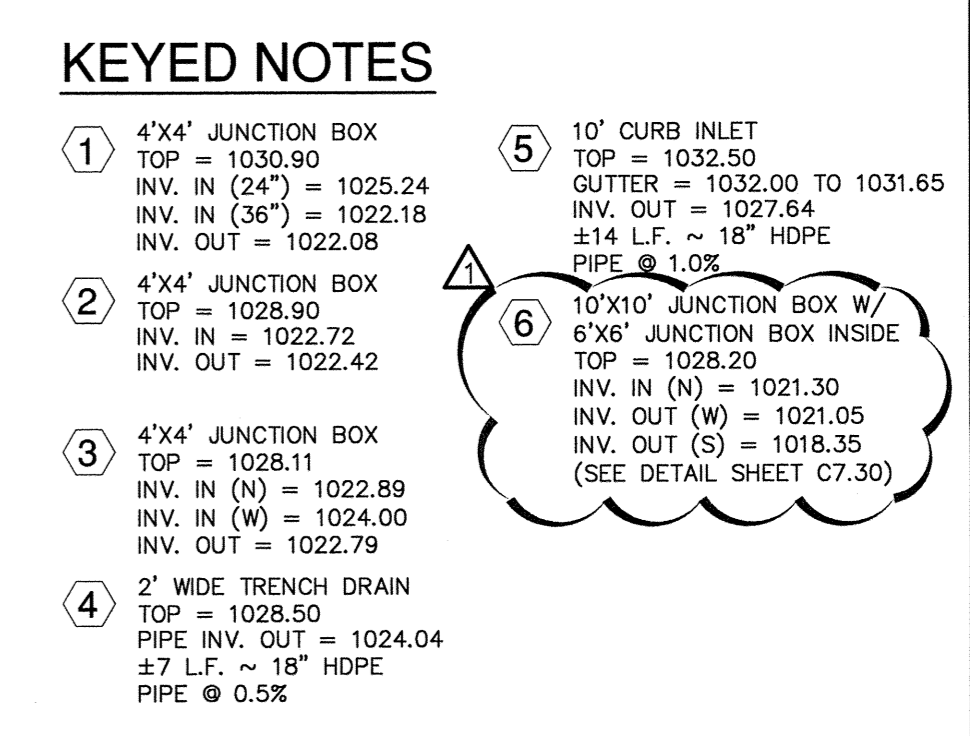 KEYED NOTES
1
4'X4' JUNCTION BOX
TOP = 1030.90
INV. IN (24") = 1025.24
INV. IN (36") = 1022.18
INV. OUT = 1022.08
2
4'X4' JUNCTION BOX
TOP = 1028.90
INV. IN = 1022.72
INV. OUT = 1022.42
3
4'X4' JUNCTION BOX
TOP = 1028.11
INV. IN (N) = 1022.89
INV. IN (W) = 1024.00
INV. OUT = 1022.79
4
2' WIDE TRENCH DRAIN
TOP = 1028.50
PIPE INV. OUT = 1024.04
±7 L.F. ~ 18" HDPE
PIPE @ 0.5%
5
10' CURB INLET
TOP = 1032.50
GUTTER = 1032.00 TO 1031.65
INV. OUT = 1027.64
±14 L.F. ~ 18" HDPE
PIPE @ 1.0%
1
6
10'X10' JUNCTION BOX W/
6'X6' JUNCTION BOX INSIDE
TOP = 1028.20
INV. IN (N) = 1021.30
INV. OUT (W) = 1021.05
INV. OUT (S) = 1018.35
(SEE DETAIL SHEET C7.30)